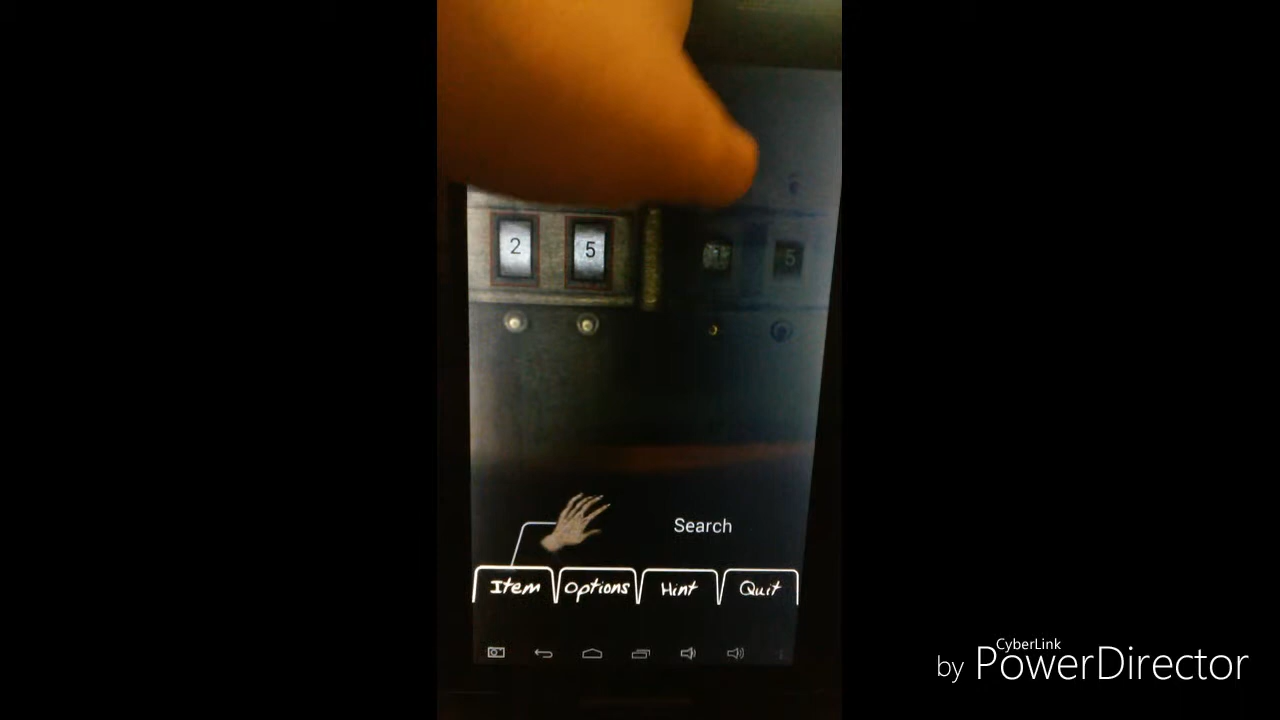 2 5 5
Search
Item Options Hint Quit
CyberLink
by PowerDirector